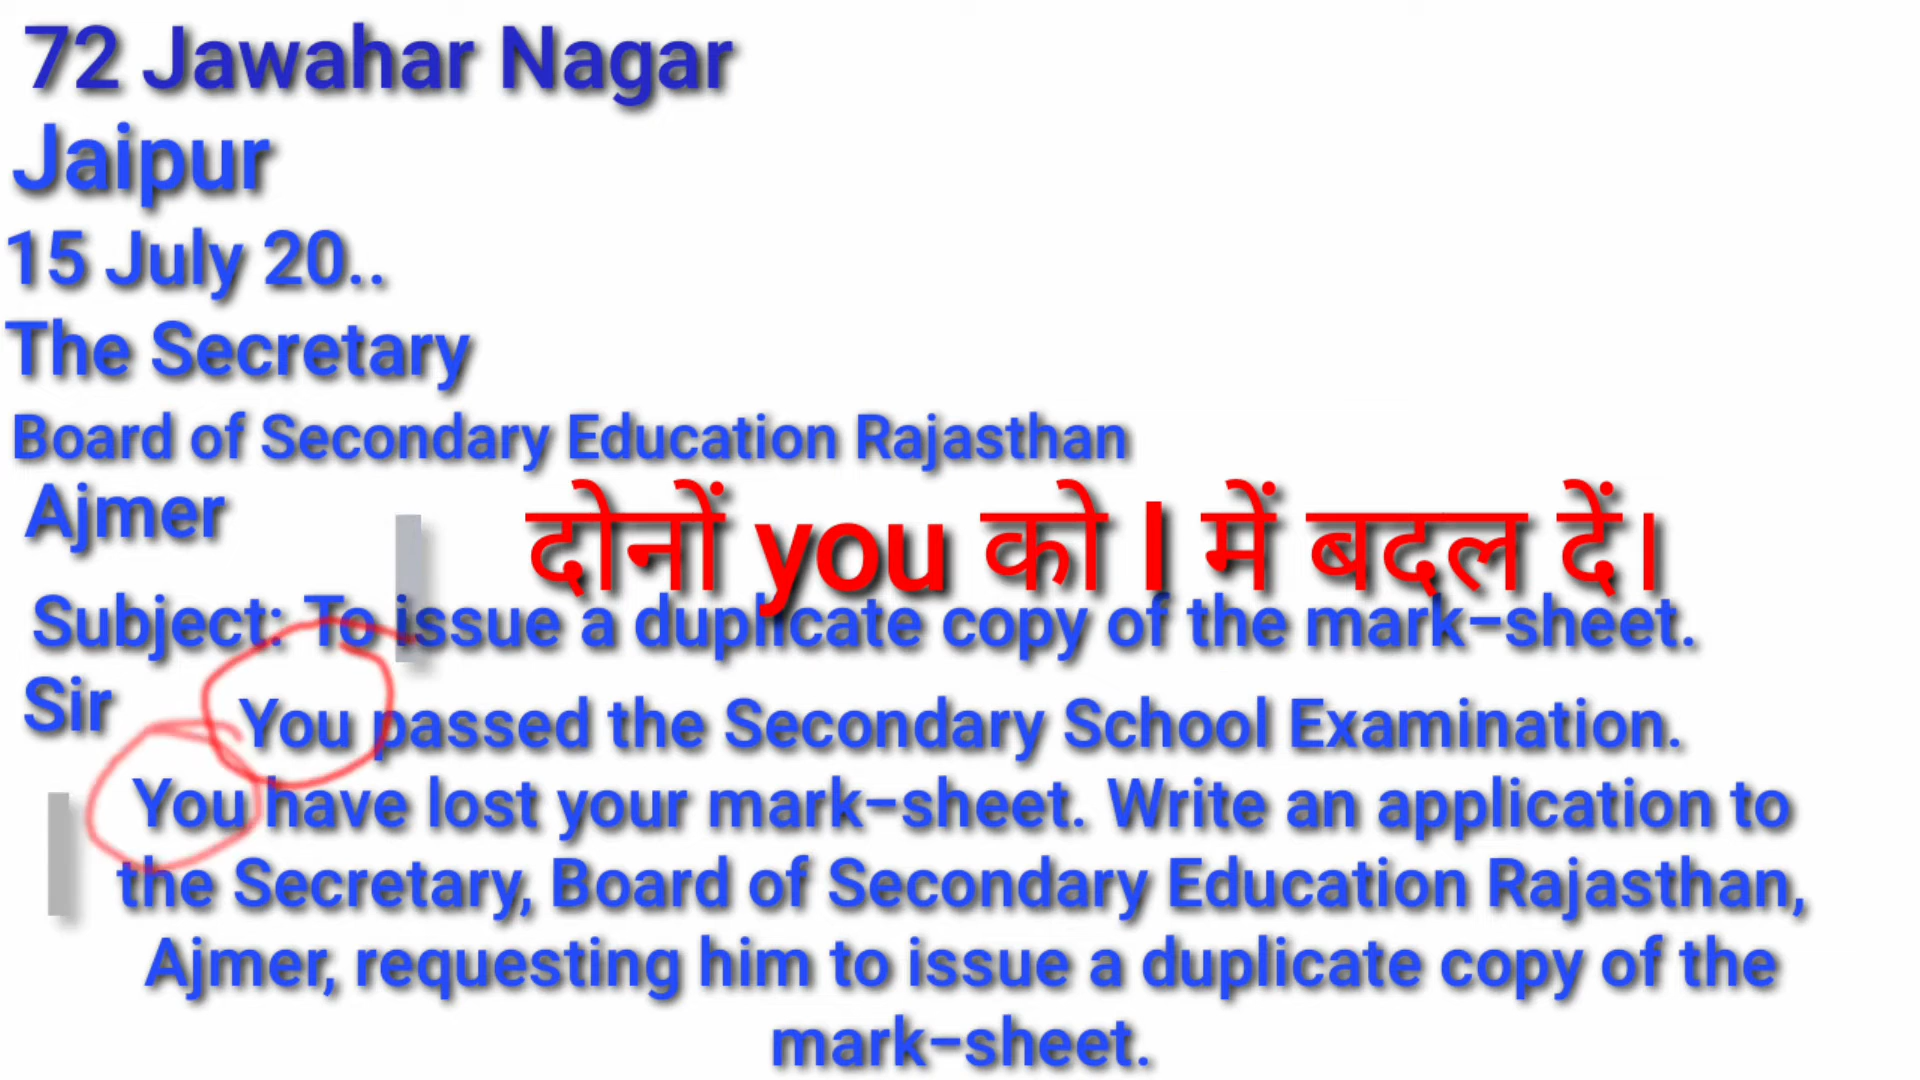 72 Jawahar Nagar
Jaipur
15 July 20..
The Secretary
Board of Secondary Education Rajasthan
Ajmer
दोनों you को I में बदल दें।
Subject: To issue a duplicate copy of the mark-sheet.
Sir
You passed the Secondary School Examination.
You have lost your mark-sheet. Write an application to
the Secretary, Board of Secondary Education Rajasthan,
Ajmer, requesting him to issue a duplicate copy of the
mark-sheet.